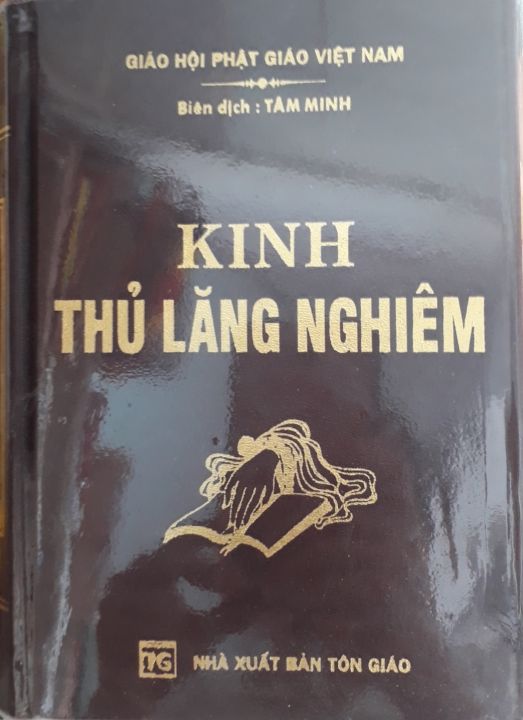 GIÁO HỘI PHẬT GIÁO VIỆT NAM
Biên dịch : TÂM MINH
KINH
THỦ LĂNG NGHIÊM
TG NHÀ XUẤT BẢN TÔN GIÁO